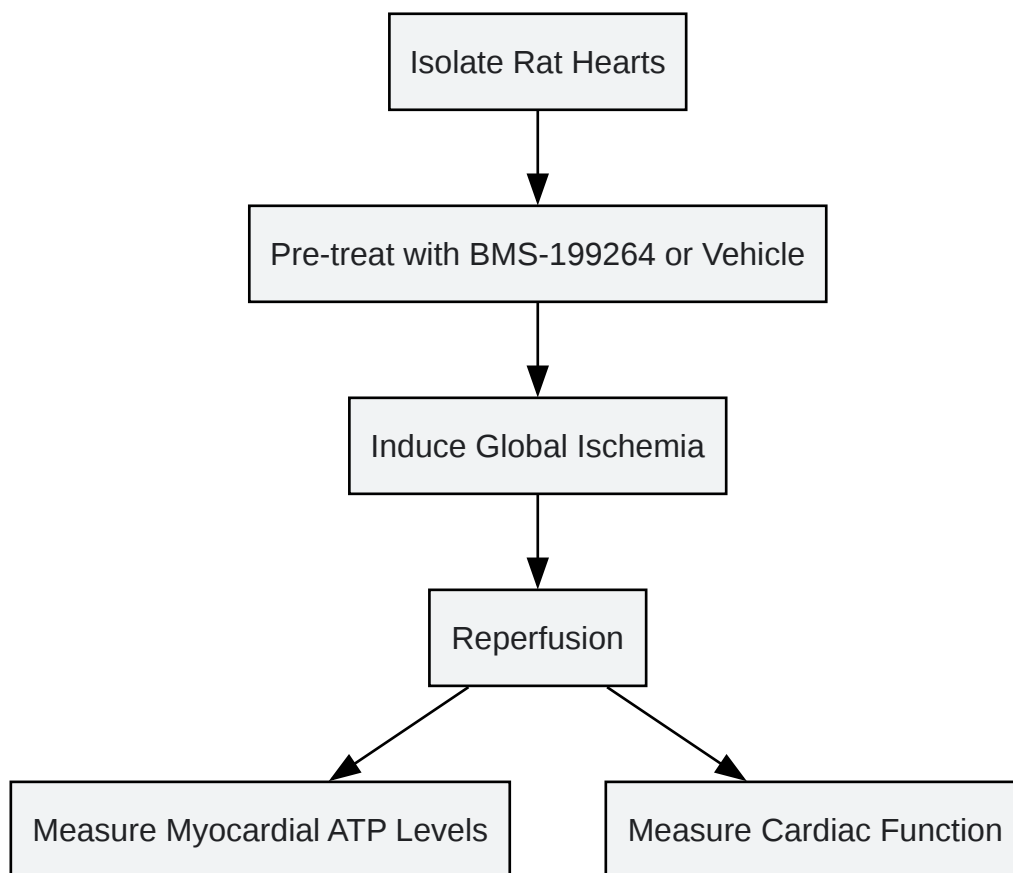 Isolate Rat Hearts
Pre-treat with BMS-199264 or Vehicle
Induce Global Ischemia
Reperfusion
Measure Myocardial ATP Levels
Measure Cardiac Function